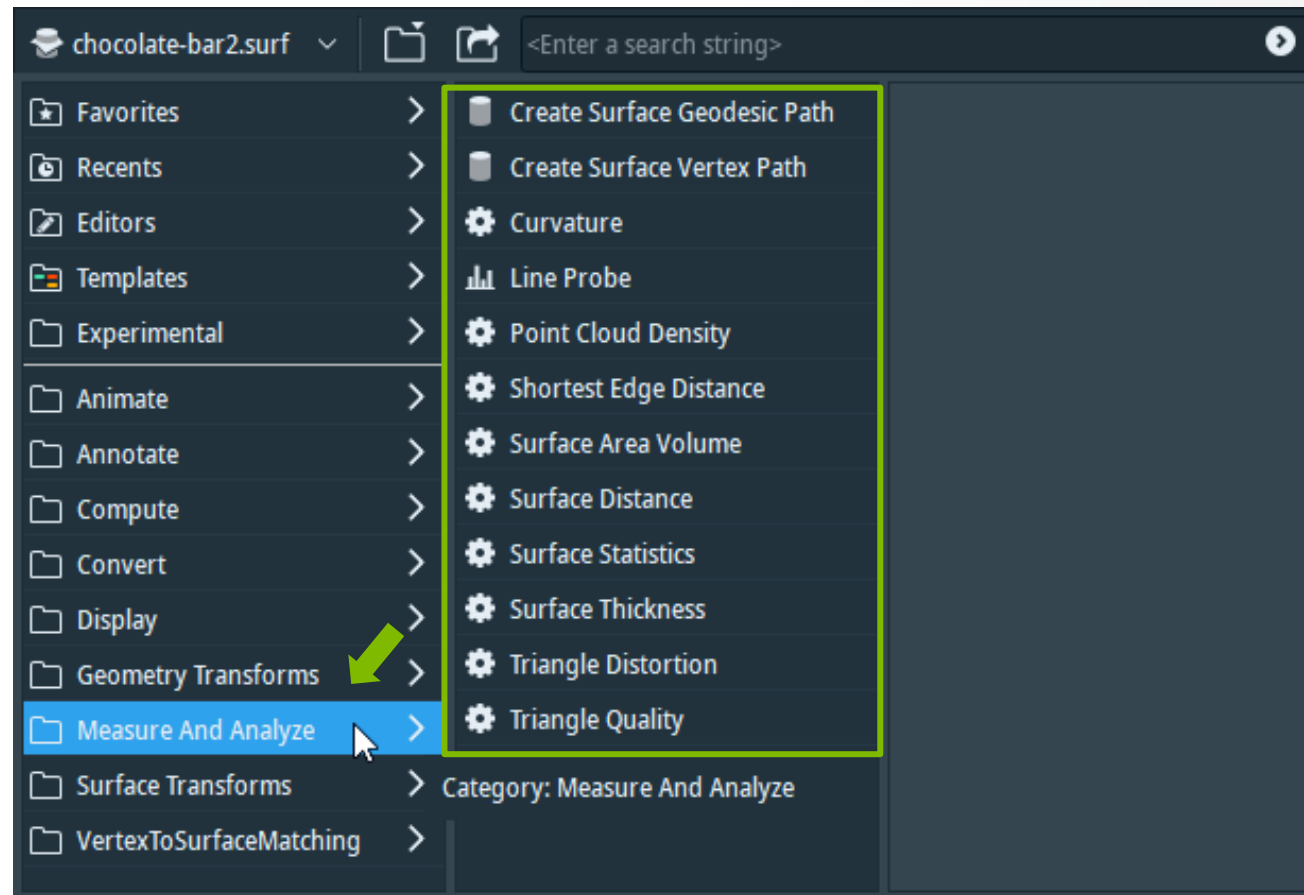 chocolate-bar2.surf
<Enter a search string>
Favorites
Recents
Editors
Templates
Experimental
Animate
Annotate
Compute
Convert
Display
Geometry Transforms
Measure And Analyze
Surface Transforms
VertexToSurfaceMatching
Create Surface Geodesic Path
Create Surface Vertex Path
Curvature
Line Probe
Point Cloud Density
Shortest Edge Distance
Surface Area Volume
Surface Distance
Surface Statistics
Surface Thickness
Triangle Distortion
Triangle Quality
Category: Measure And Analyze